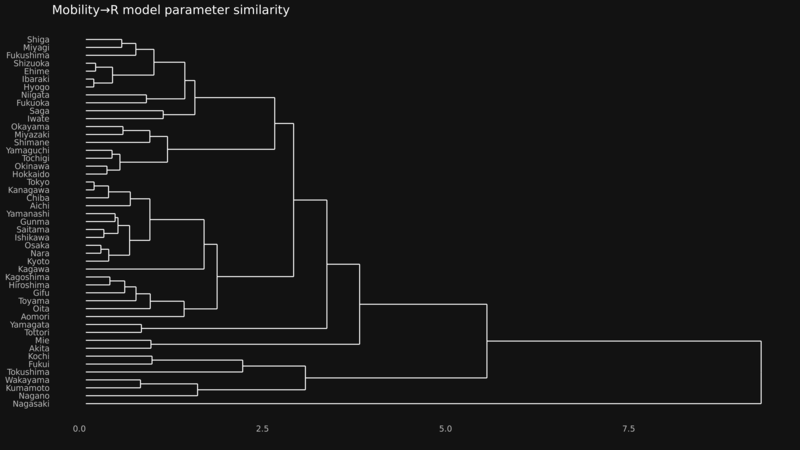 Mobility→R model parameter similarity
Shiga
Miyagi
Fukushima
Shizuoka
Ehime
Ibaraki
Hyogo
Niigata
Fukuoka
Saga
Iwate
Okayama
Miyazaki
Shimane
Yamaguchi
Tochigi
Okinawa
Hokkaido
Tokyo
Kanagawa
Chiba
Aichi
Yamanashi
Gunma
Saitama
Ishikawa
Osaka
Nara
Kyoto
Kagawa
Kagoshima
Hiroshima
Gifu
Toyama
Oita
Aomori
Yamagata
Tottori
Mie
Akita
Kochi
Fukui
Tokushima
Wakayama
Kumamoto
Nagano
Nagasaki
0.0 2.5 5.0 7.5